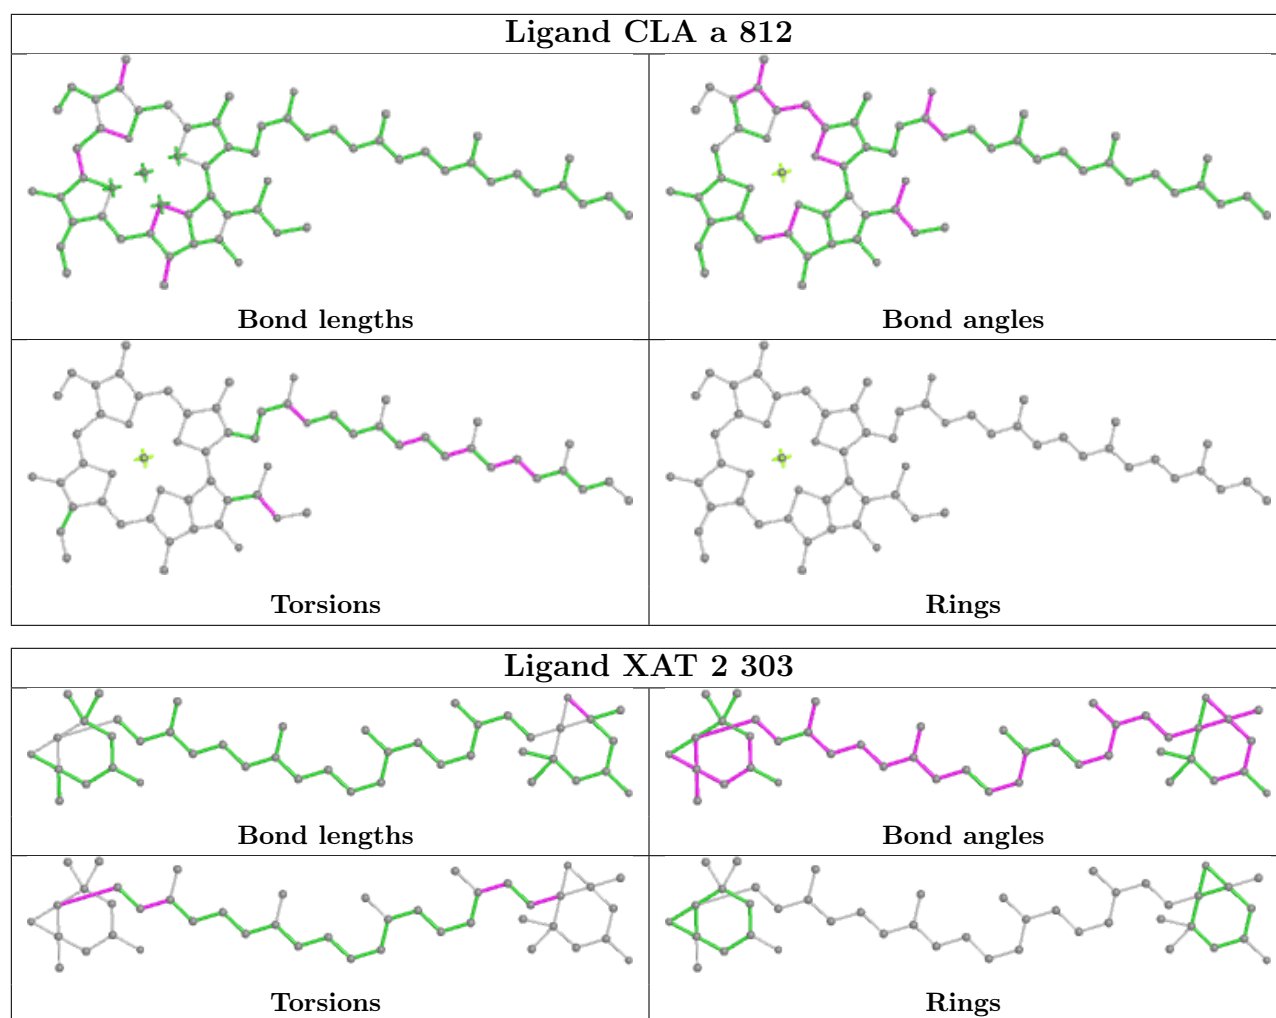 Ligand CLA a 812
Bond lengths
Bond angles
Torsions
Rings
Ligand XAT 2 303
Bond lengths
Bond angles
Torsions
Rings